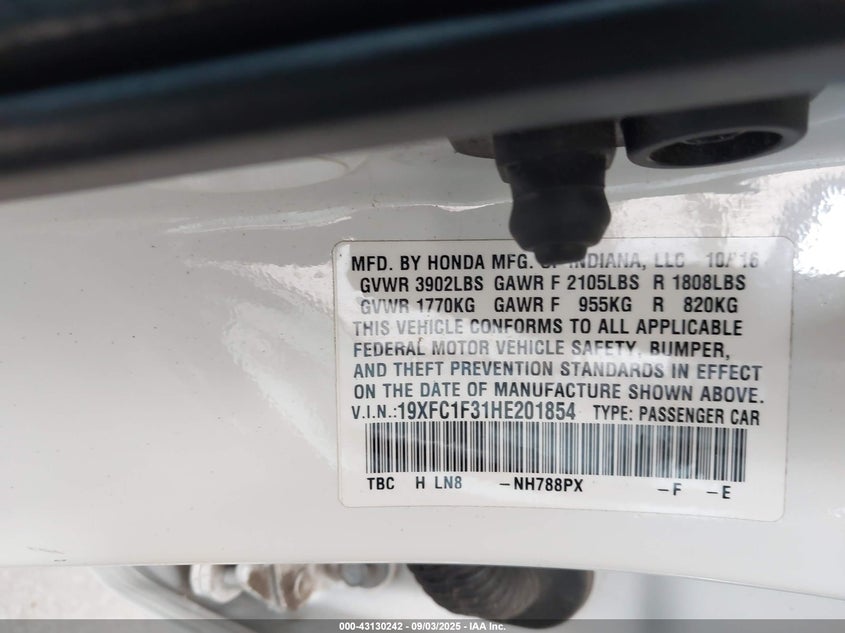 MFD. BY HONDA MFG. OF INDIANA, LLC 10/16
GVWR 3902LBS GAWR F 2105LBS R 1808LBS
GVWR 1770KG GAWR F 955KG R 820KG
THIS VEHICLE CONFORMS TO ALL APPLICABLE
FEDERAL MOTOR VEHICLE SAFETY, BUMPER,
AND THEFT PREVENTION STANDARDS IN EFFECT
ON THE DATE OF MANUFACTURE SHOWN ABOVE.
V.I.N.:19XFC1F31HE201854 TYPE: PASSENGER CAR
TBC H LN8 -NH788PX -F -E
000-43130242 - 09/03/2025 - IAA Inc.